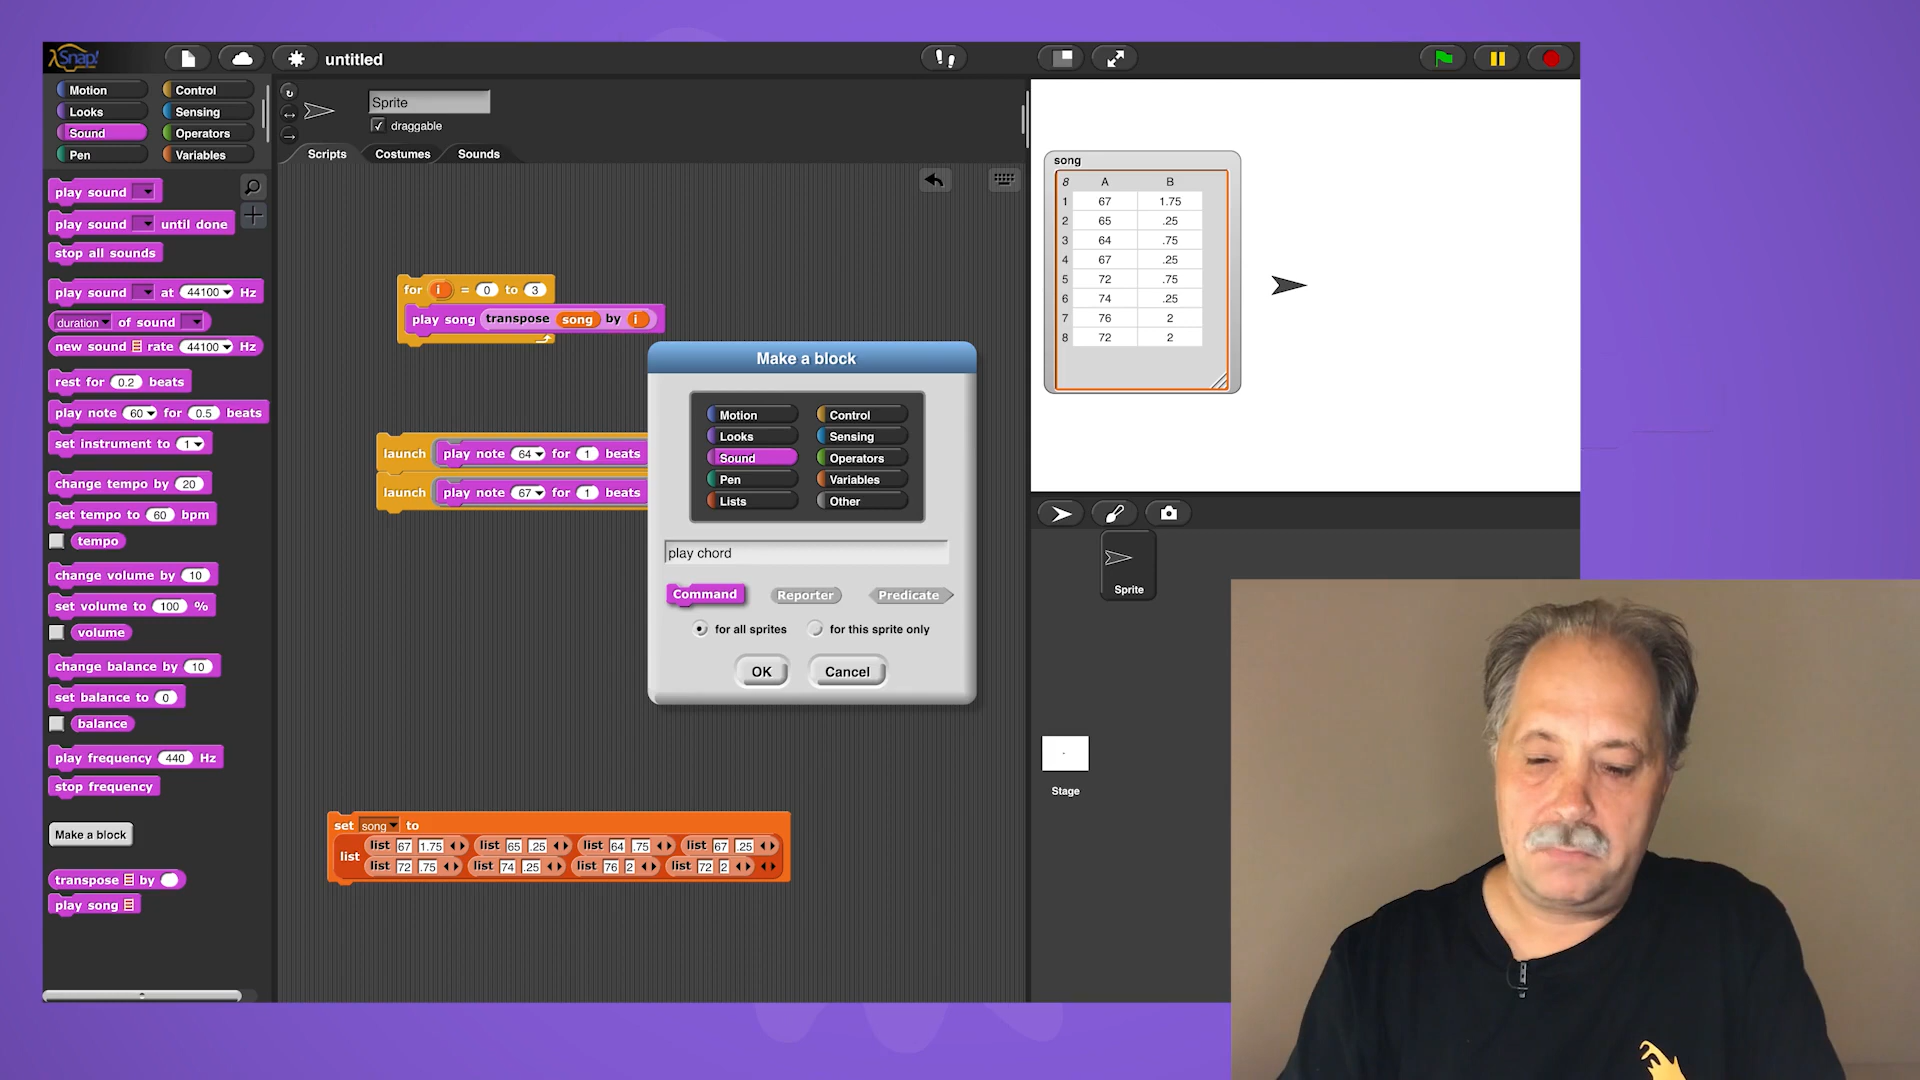 λSnap!
untitled
Motion Control
Looks Sensing
Sound Operators
Pen Variables
Sprite
draggable
Scripts Costumes Sounds
play sound
play sound until done
stop all sounds
play sound at 44100 Hz
duration of sound
new sound rate 44100 Hz
rest for 0.2 beats
play note 60 for 0.5 beats
set instrument to 1
change tempo by 20
set tempo to 60 bpm
tempo
change volume by 10
set volume to 100 %
volume
change balance by 10
set balance to 0
balance
play frequency 440 Hz
stop frequency
Make a block
transpose by
play song
for i = 0 to 3
play song transpose song by i
launch play note 64 for 1 beats
launch play note 67 for 1 beats
set song to
list list 67 1.75 list 65 .25 list 64 .75 list 67 .25
list 72 .75 list 74 .25 list 76 2 list 72 2
Make a block
Motion Control
Looks Sensing
Sound Operators
Pen Variables
Lists Other
play chord
Command Reporter Predicate
for all sprites for this sprite only
OK Cancel
song
8 A B
1 67 1.75
2 65 .25
3 64 .75
4 67 .25
5 72 .75
6 74 .25
7 76 2
8 72 2
Sprite
Stage